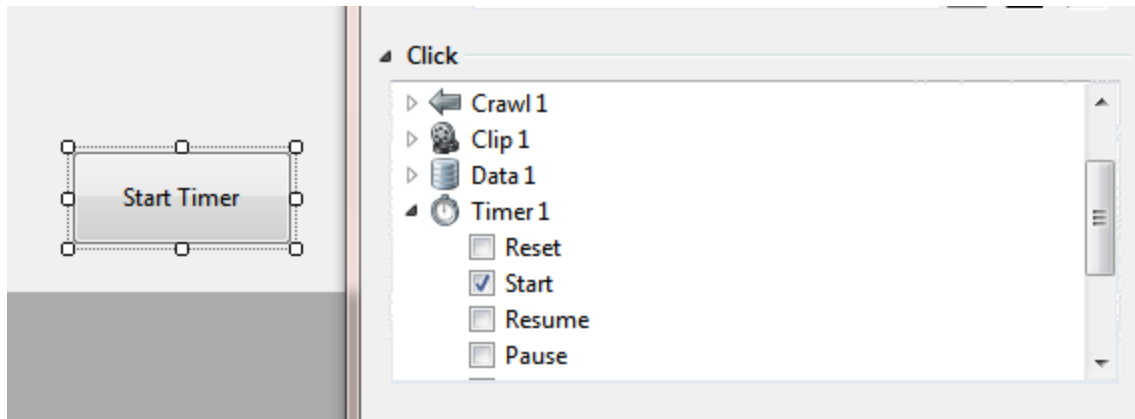 Click
Crawl 1
Clip 1
Data 1
Start Timer
Timer 1
Reset
Start
Resume
Pause